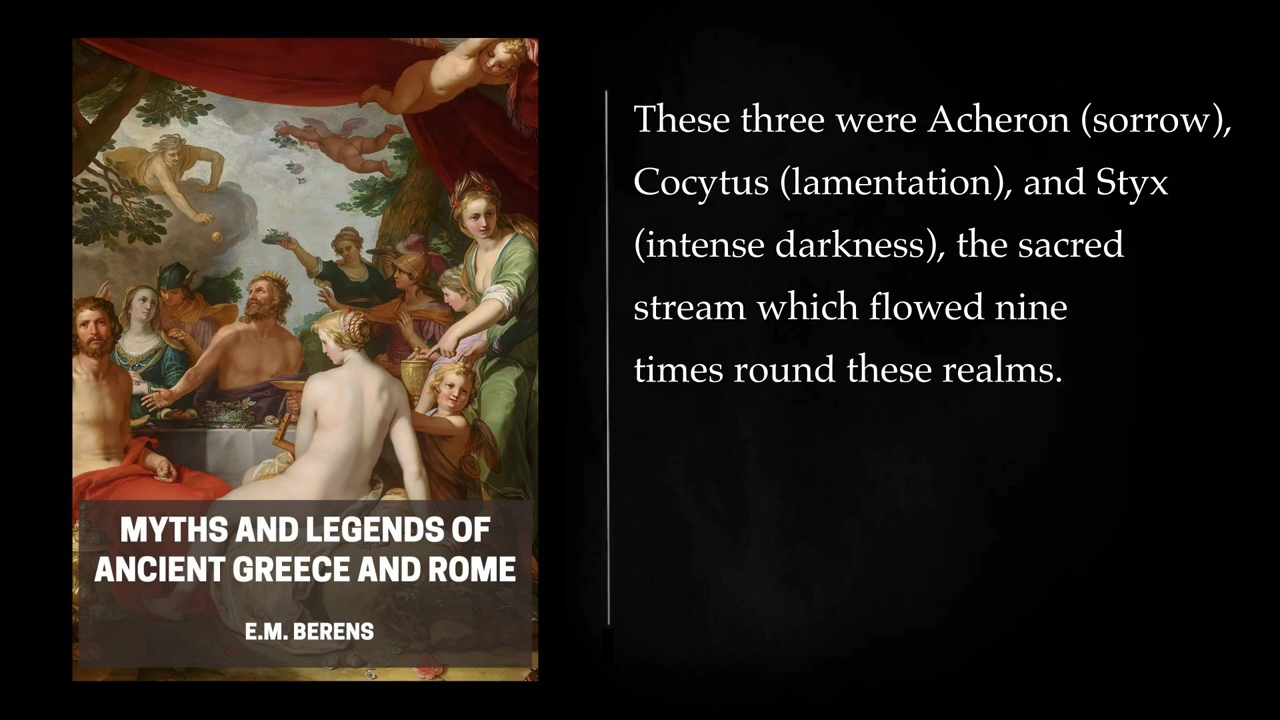 MYTHS AND LEGENDS OF
ANCIENT GREECE AND ROME
E.M. BERENS
These three were Acheron (sorrow),
Cocytus (lamentation), and Styx
(intense darkness), the sacred
stream which flowed nine
times round these realms.